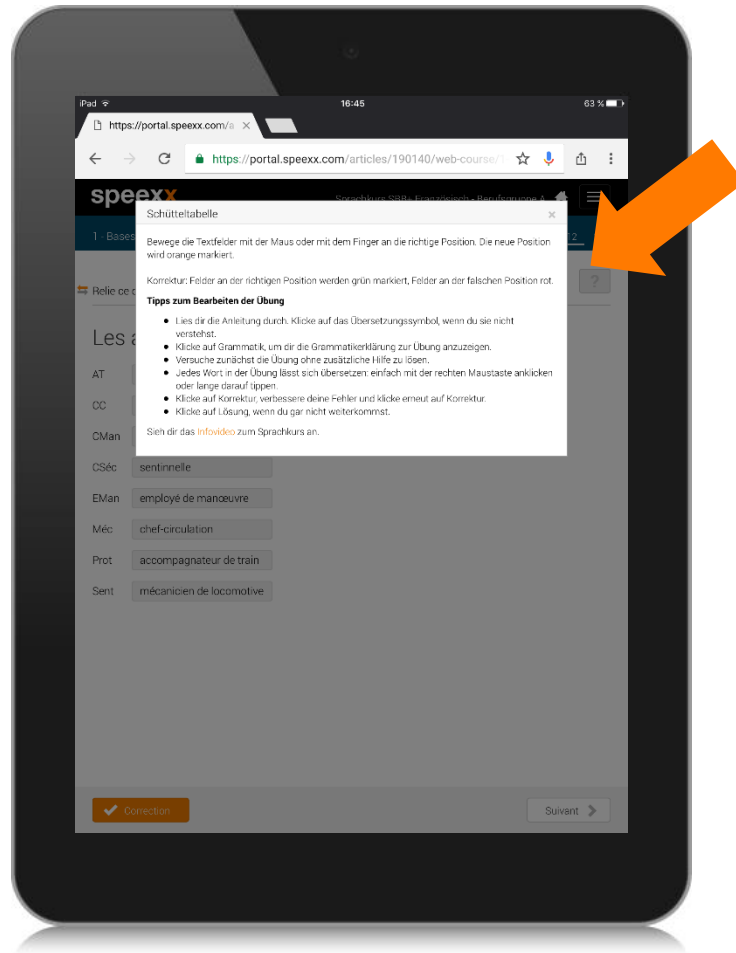 iPad 16:45 63 %
https://portal.speexx.com/a
https://portal.speexx.com/articles/190140/web-course/
speexx Sprachkurs SBB+ Französisch - Berufsgruppe A
Schütteltabelle
1 - Bases 12
Bewege die Textfelder mit der Maus oder mit dem Finger an die richtige Position. Die neue Position
wird orange markiert.
?
Korrektur: Felder an der richtigen Position werden grün markiert, Felder an der falschen Position rot.
Relie ce
Tipps zum Bearbeiten der Übung
Lies dir die Anleitung durch. Klicke auf das Übersetzungssymbol, wenn du sie nicht
verstehst.
Les
Klicke auf Grammatik, um dir die Grammatikerklärung zur Übung anzuzeigen.
Versuche zunächst die Übung ohne zusätzliche Hilfe zu lösen.
AT
Jedes Wort in der Übung lässt sich übersetzen: einfach mit der rechten Maustaste anklicken
oder lange darauf tippen.
Klicke auf Korrektur, verbessere deine Fehler und klicke erneut auf Korrektur.
CC
Klicke auf Lösung, wenn du gar nicht weiterkommst.
Sieh dir das Infovideo zum Sprachkurs an.
CMan
CSéc sentinnelle
EMan employé de manœuvre
Méc chef-circulation
Prot accompagnateur de train
Sent mécanicien de locomotive
Correction
Suivant